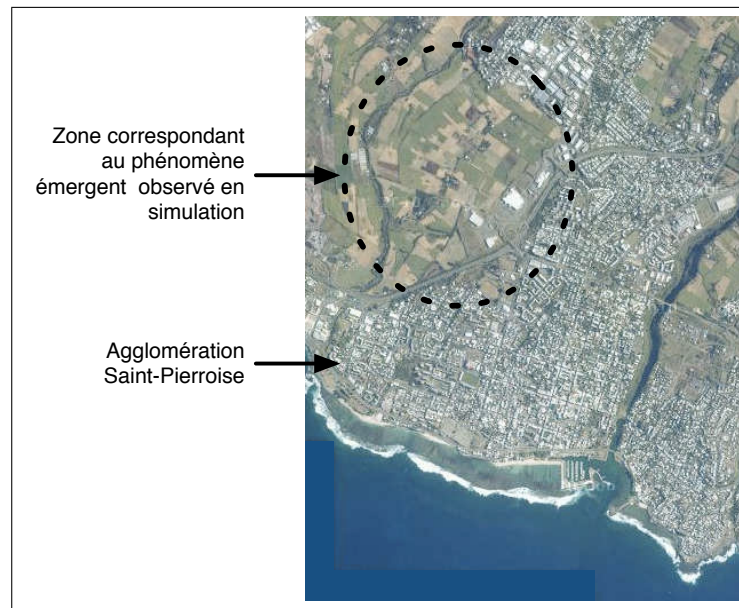 Zone correspondant
au phénomène
émergent observé en
simulation
Agglomération
Saint-Pierroise